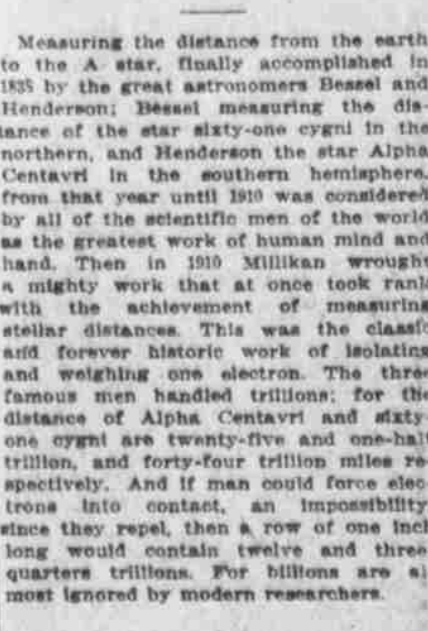 Measuring the distance from the earth
to the A star, finally accomplished in
1835 by the great astronomers Bessel and
Henderson; Bessel measuring the dis-
tance of the star sixty-one cygni in the
northern, and Henderson the star Alpha
Centavri in the southern hemisphere,
from that year until 1910 was considered
by all of the scientific men of the world
as the greatest work of human mind and
hand. Then in 1910 Millikan wrought
a mighty work that at once took rank
with the achievement of measuring
stellar distances. This was the classic
and forever historic work of isolating
and weighing one electron. The three
famous men handled trillions; for the
distance of Alpha Centavri and sixty-
one cygni are twenty-five and one-half
trillion, and forty-four trillion miles re-
spectively. And if man could force elec-
trons into contact, an impossibility
since they repel, then a row of one inch
long would contain twelve and three-
quarters trillions. For billions are al-
most ignored by modern researchers.